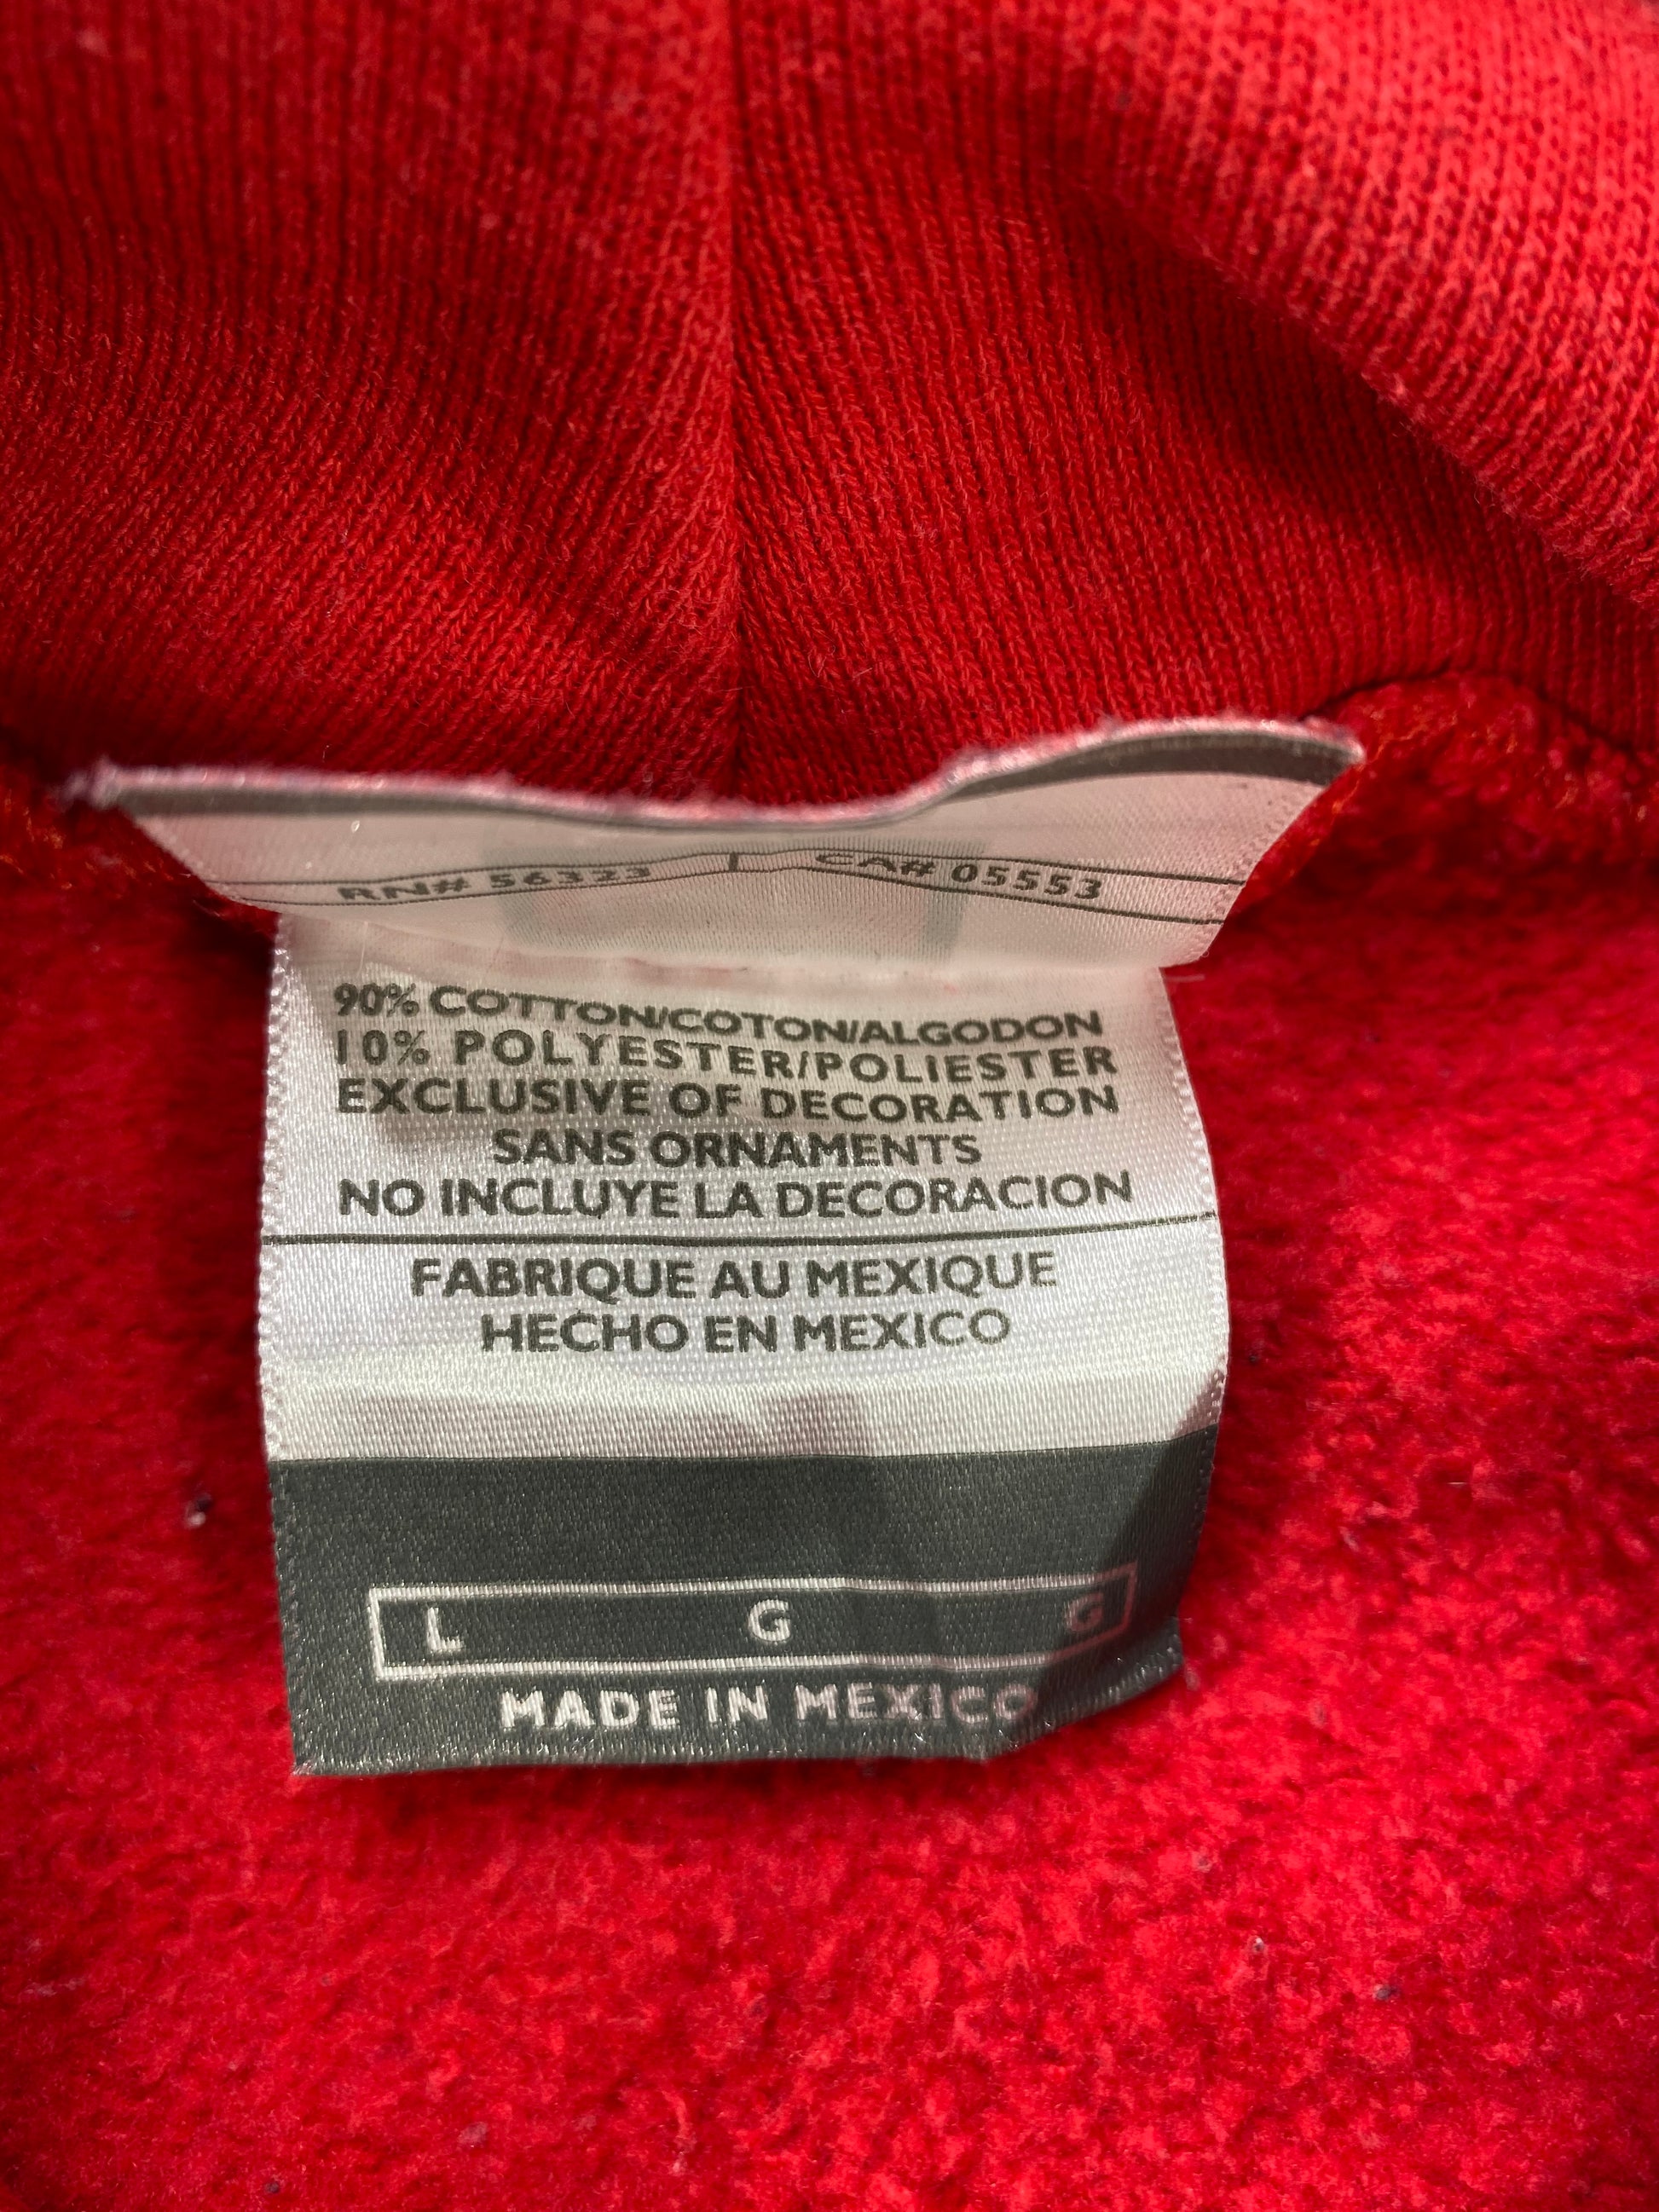 RN# 56323 | CA# 05553
90% COTTON/COTON/ALGODON
10% POLYESTER/POLIESTER
EXCLUSIVE OF DECORATION
SANS ORNAMENTS
NO INCLUYE LA DECORACION
FABRIQUE AU MEXIQUE
HECHO EN MEXICO
L G G
MADE IN MEXICO